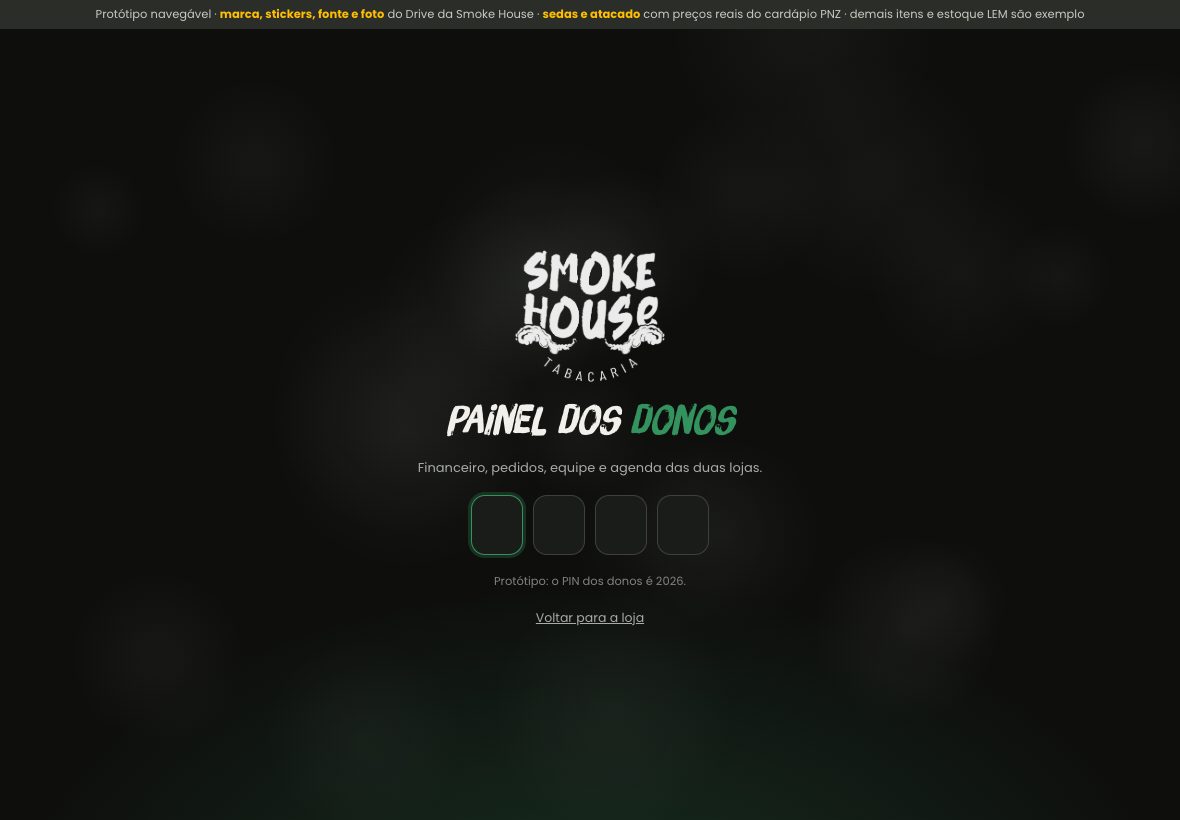 Protótipo navegável · marca, stickers, fonte e foto do Drive da Smoke House · sedas e atacado com preços reais do cardápio PNZ · demais itens e estoque LEM são exemplo
SMOKE
HOUSE
TABACARIA
PAINEL DOS DONOS
Financeiro, pedidos, equipe e agenda das duas lojas.
Protótipo: o PIN dos donos é 2026.
Voltar para a loja